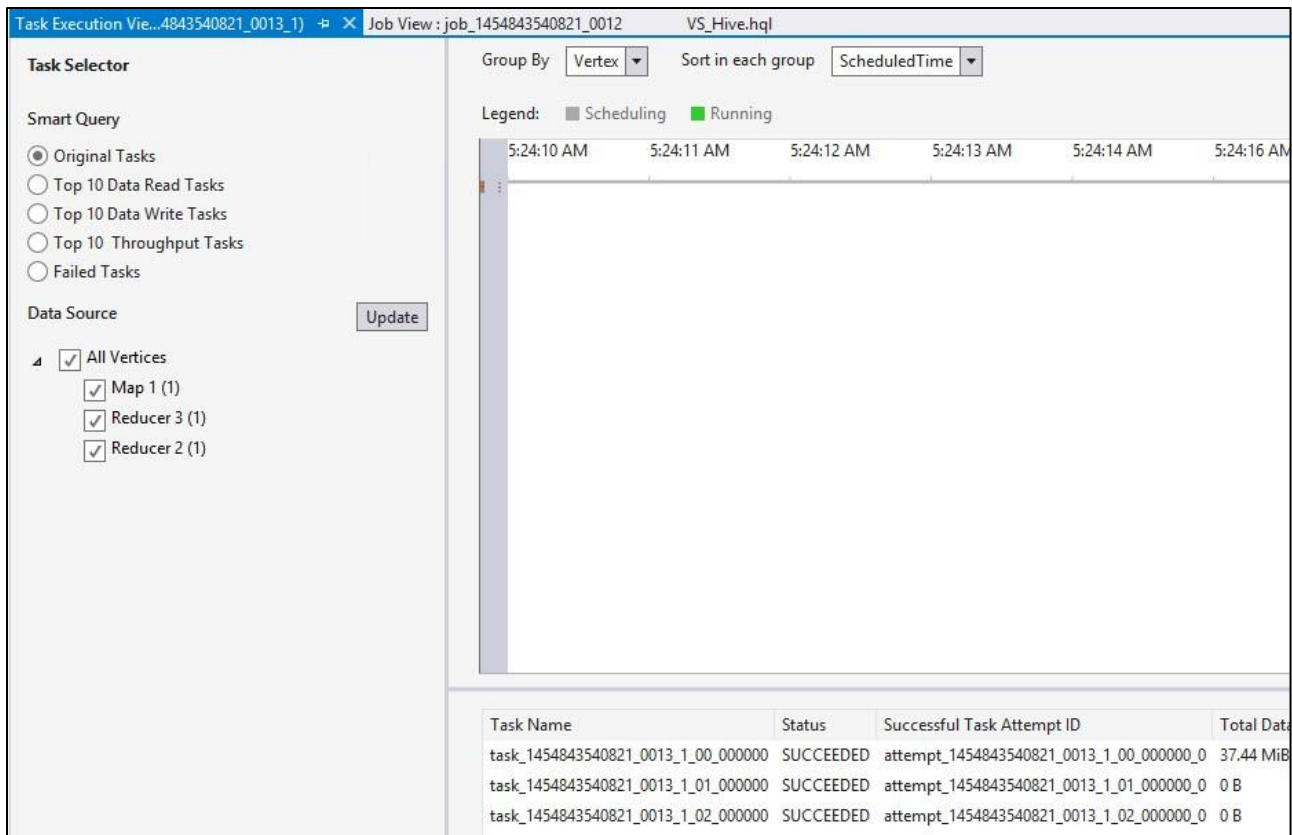 Task Execution Vie...4843540821_0013_1) Job View : job_1454843540821_0012 VS_Hive.hql
Task Selector
Smart Query
Original Tasks
Top 10 Data Read Tasks
Top 10 Data Write Tasks
Top 10 Throughput Tasks
Failed Tasks
Data Source
Update
All Vertices
Map 1 (1)
Reducer 3 (1)
Reducer 2 (1)
Group By Vertex Sort in each group ScheduledTime
Legend: Scheduling Running
5:24:10 AM 5:24:11 AM 5:24:12 AM 5:24:13 AM 5:24:14 AM 5:24:16 AM
Task Name Status Successful Task Attempt ID Total Data
task_1454843540821_0013_1_00_000000 SUCCEEDED attempt_1454843540821_0013_1_00_000000_0 37.44 MiB
task_1454843540821_0013_1_01_000000 SUCCEEDED attempt_1454843540821_0013_1_01_000000_0 0 B
task_1454843540821_0013_1_02_000000 SUCCEEDED attempt_1454843540821_0013_1_02_000000_0 0 B